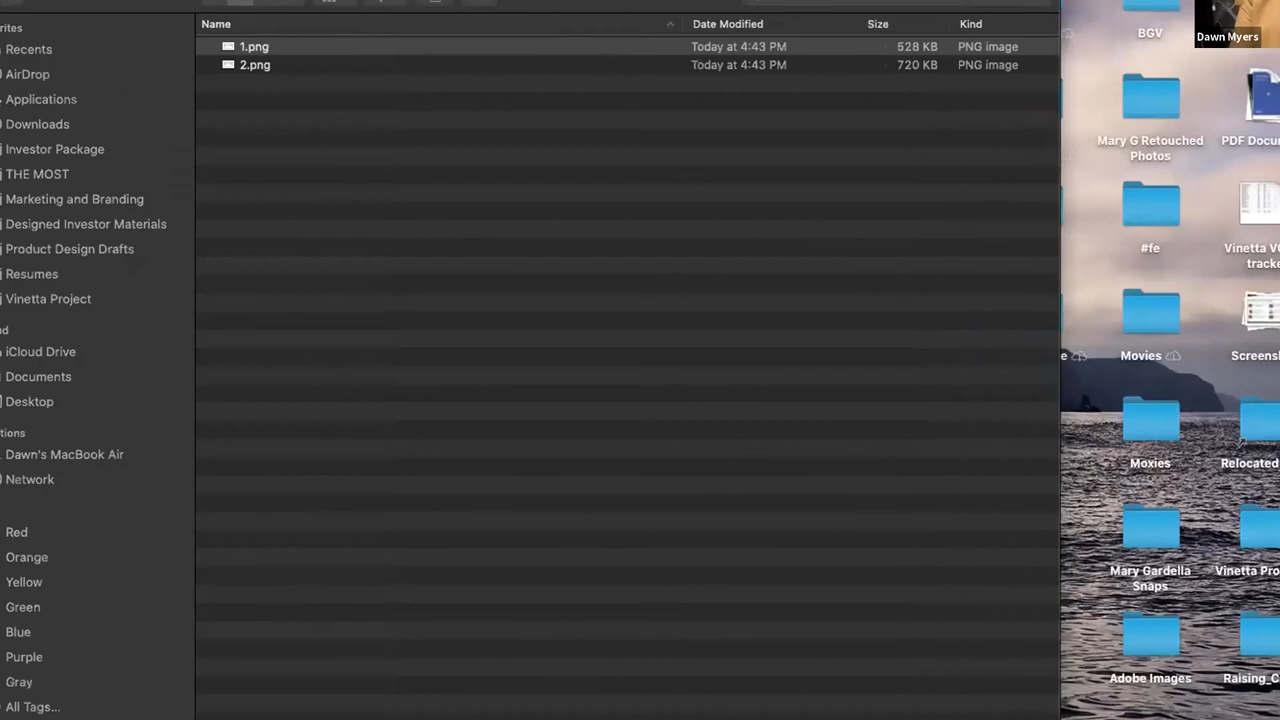 Name
Date Modified
Size
Kind
1.png
Today at 4:43 PM
528 KB
PNG image
2.png
Today at 4:43 PM
720 KB
PNG image
rites
Recents
AirDrop
Applications
Downloads
Investor Package
THE MOST
Marketing and Branding
Designed Investor Materials
Product Design Drafts
Resumes
Vinetta Project
ud
iCloud Drive
Documents
Desktop
tions
Dawn's MacBook Air
Network
Red
Orange
Yellow
Green
Blue
Purple
Gray
All Tags...
BGV
Dawn Myers
Mary G Retouched
Photos
PDF Docu
#fe
Vinetta V
tracke
e
Movies
Screens
Moxies
Relocated
Mary Gardella
Snaps
Vinetta Pro
Adobe Images
Raising_C